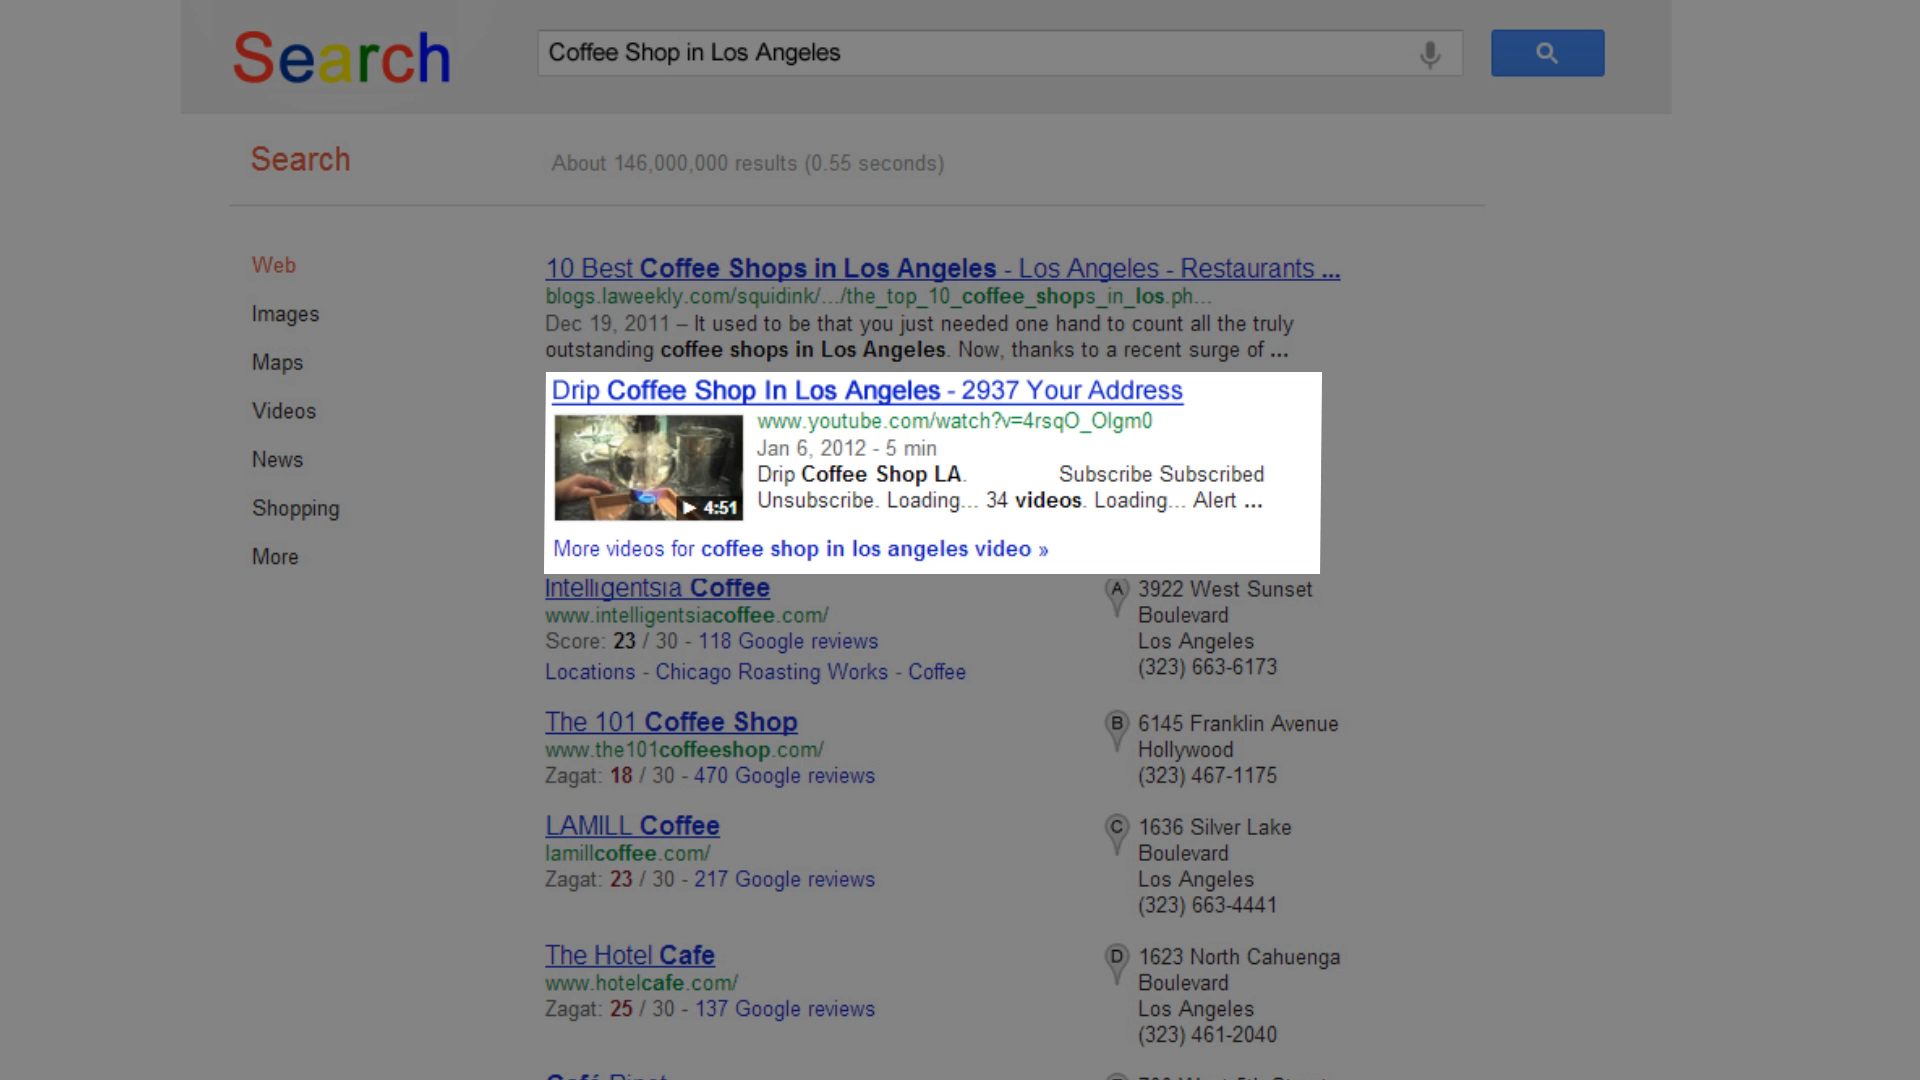 Search
Coffee Shop in Los Angeles
Search
About 146,000,000 results (0.55 seconds)
Web
Images
Maps
Videos
News
Shopping
More
10 Best Coffee Shops in Los Angeles - Los Angeles - Restaurants ...
blogs.laweekly.com/squidink/.../the_top_10_coffee_shops_in_los.ph...
Dec 19, 2011 – It used to be that you just needed one hand to count all the truly
outstanding coffee shops in Los Angeles. Now, thanks to a recent surge of ...
Drip Coffee Shop In Los Angeles - 2937 Your Address
www.youtube.com/watch?v=4rsqO_OIgm0
Jan 6, 2012 - 5 min
Drip Coffee Shop LA. Subscribe Subscribed
Unsubscribe. Loading... 34 videos. Loading... Alert ...
4:51
More videos for coffee shop in los angeles video »
Intelligentsia Coffee
www.intelligentsiacoffee.com/
Score: 23 / 30 - 118 Google reviews
Locations - Chicago Roasting Works - Coffee
A 3922 West Sunset
Boulevard
Los Angeles
(323) 663-6173
The 101 Coffee Shop
www.the101coffeeshop.com/
Zagat: 18 / 30 - 470 Google reviews
B 6145 Franklin Avenue
Hollywood
(323) 467-1175
LAMILL Coffee
lamillcoffee.com/
Zagat: 23 / 30 - 217 Google reviews
C 1636 Silver Lake
Boulevard
Los Angeles
(323) 663-4441
The Hotel Cafe
www.hotelcafe.com/
Zagat: 25 / 30 - 137 Google reviews
D 1623 North Cahuenga
Boulevard
Los Angeles
(323) 461-2040